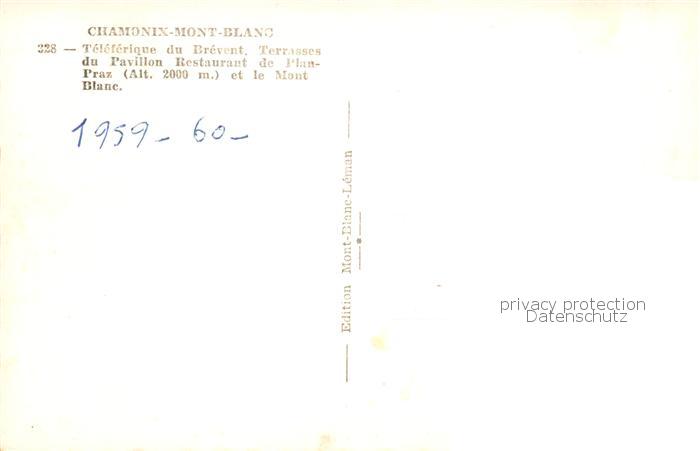 CHAMONIX-MONT-BLANC
328 — Téléférique du Brévent. Terrasses
du Pavillon Restaurant de Plan-
Praz (Alt. 2000 m.) et le Mont
Blanc.
1959 - 60 -
Edition Mont-Blanc-Léman
privacy protection
Datenschutz